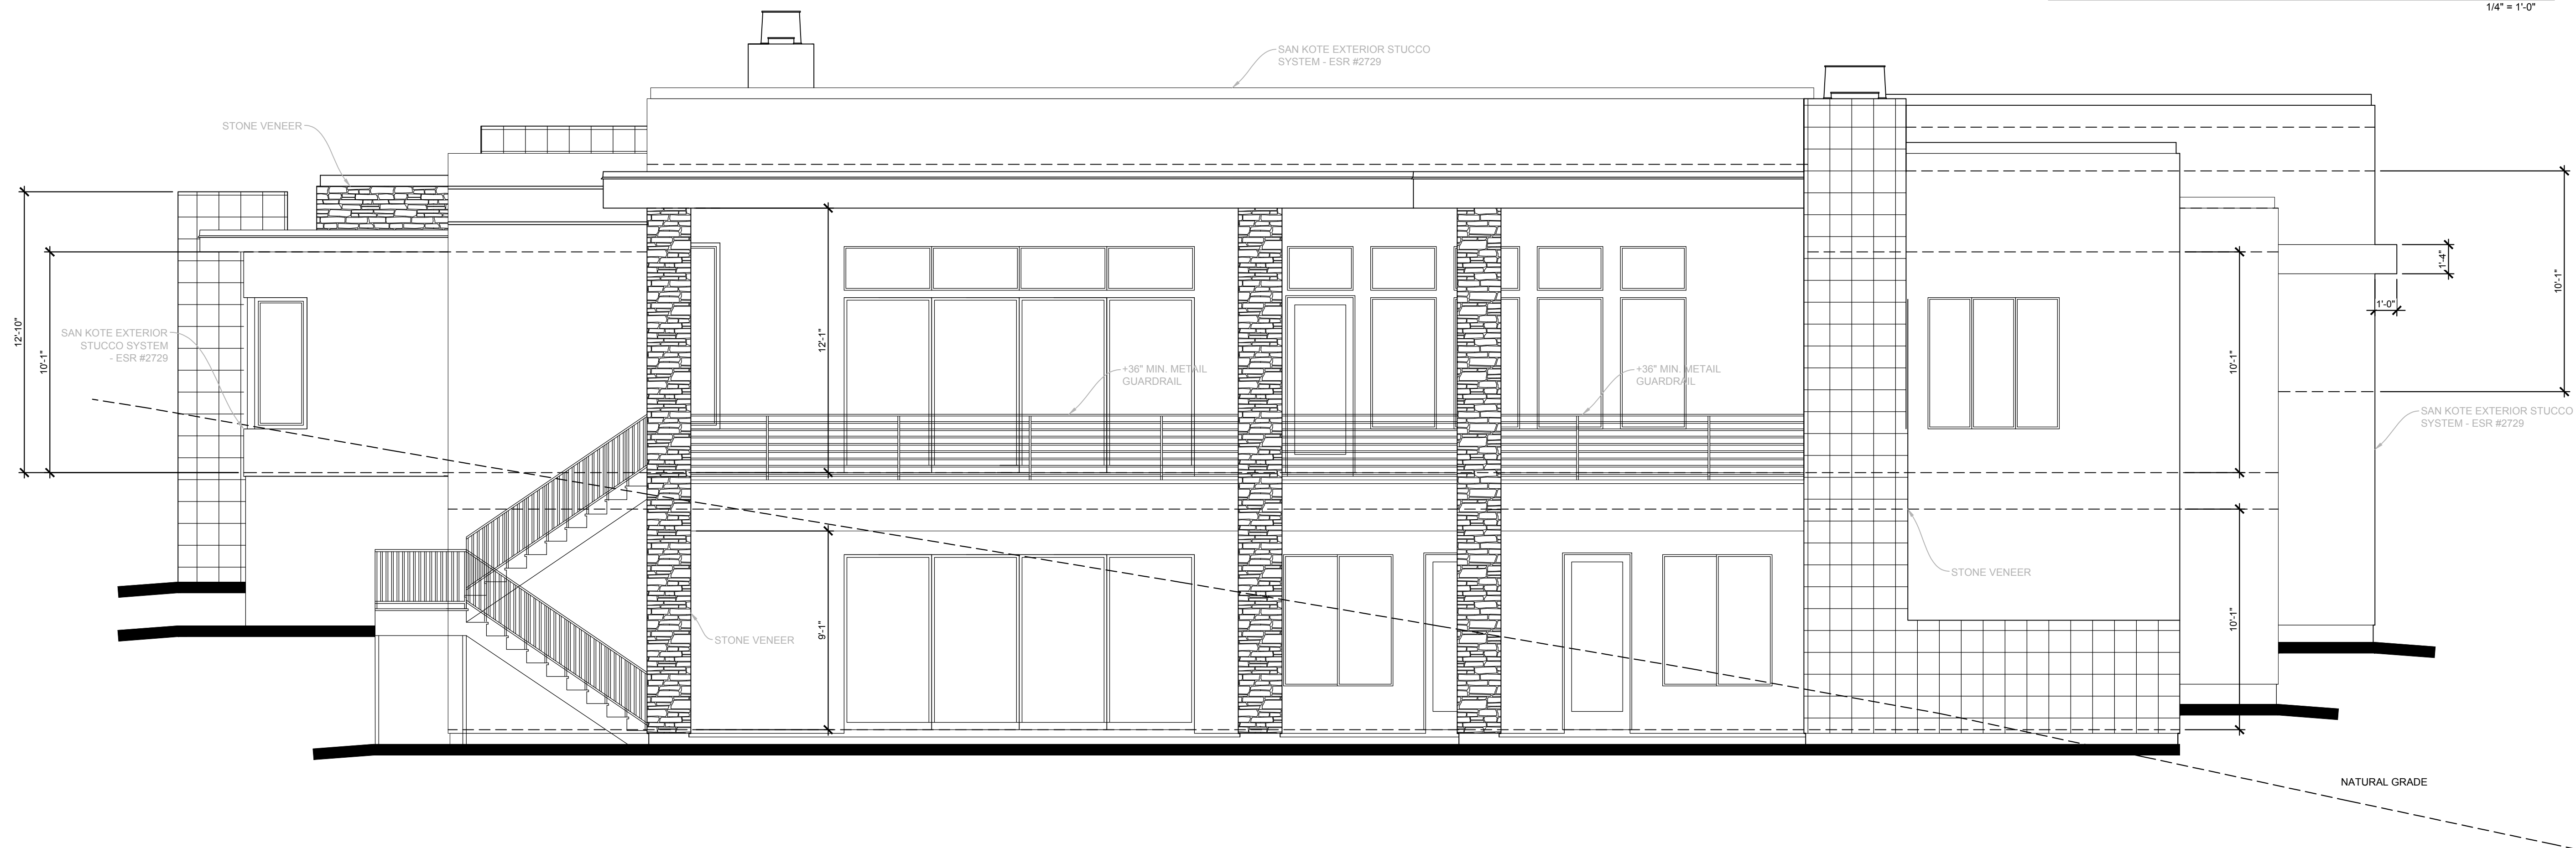 1/4" = 1'-0"
SAN KOTE EXTERIOR STUCCO
SYSTEM - ESR #2729
STONE VENEER
12'-10"
10'-1"
SAN KOTE EXTERIOR
STUCCO SYSTEM
- ESR #2729
12'-1"
+36" MIN. METAIL
GUARDRAIL
+36" MIN. METAIL
GUARDRAIL
10'-1"
1'-4"
10'-1"
1'-0"
SAN KOTE EXTERIOR STUCCO
SYSTEM - ESR #2729
STONE VENEER
9'-1"
STONE VENEER
10'-1"
NATURAL GRADE